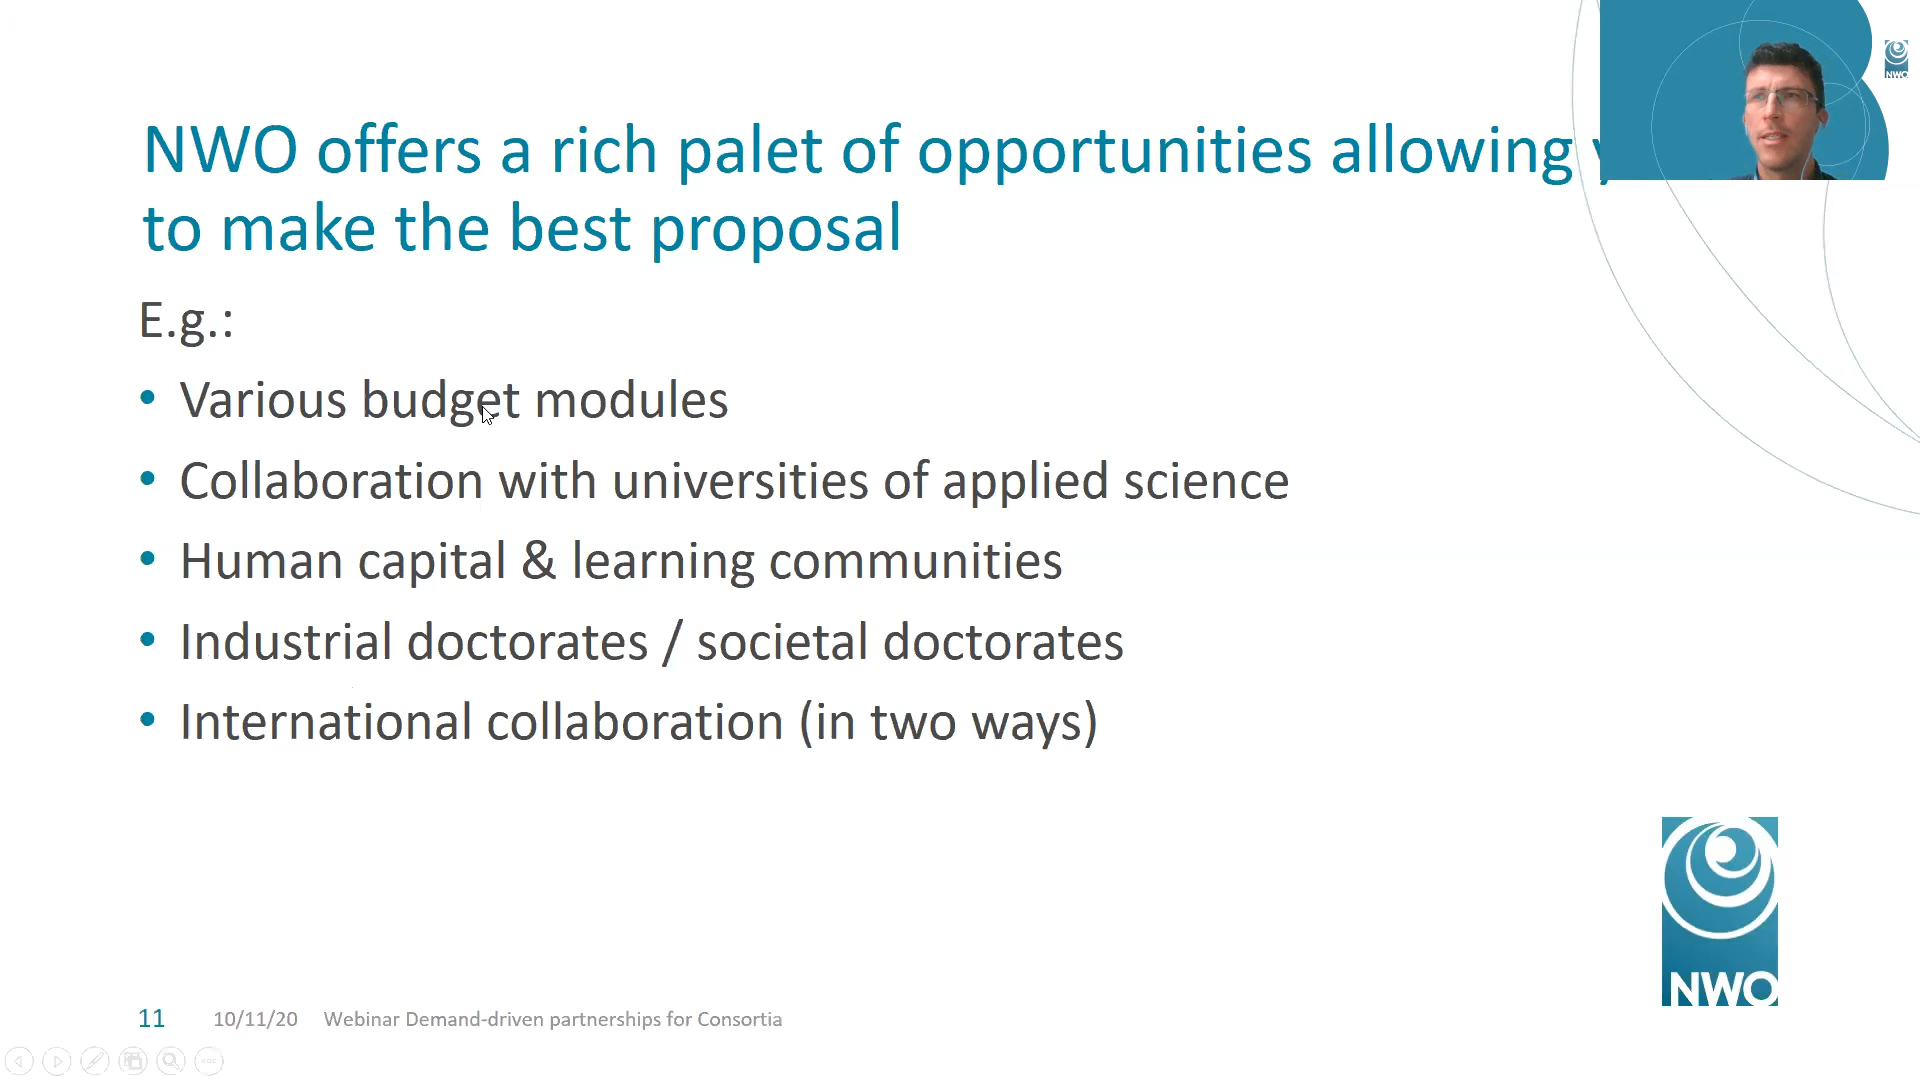 NWO offers a rich palet of opportunities allowing
to make the best proposal
E.g.:
• Various budget modules
• Collaboration with universities of applied science
• Human capital & learning communities
• Industrial doctorates / societal doctorates
• International collaboration (in two ways)
NWO
NWO
11 10/11/20 Webinar Demand-driven partnerships for Consortia